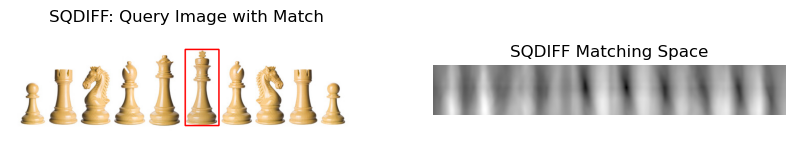 SQDIFF: Query Image with Match
SQDIFF Matching Space